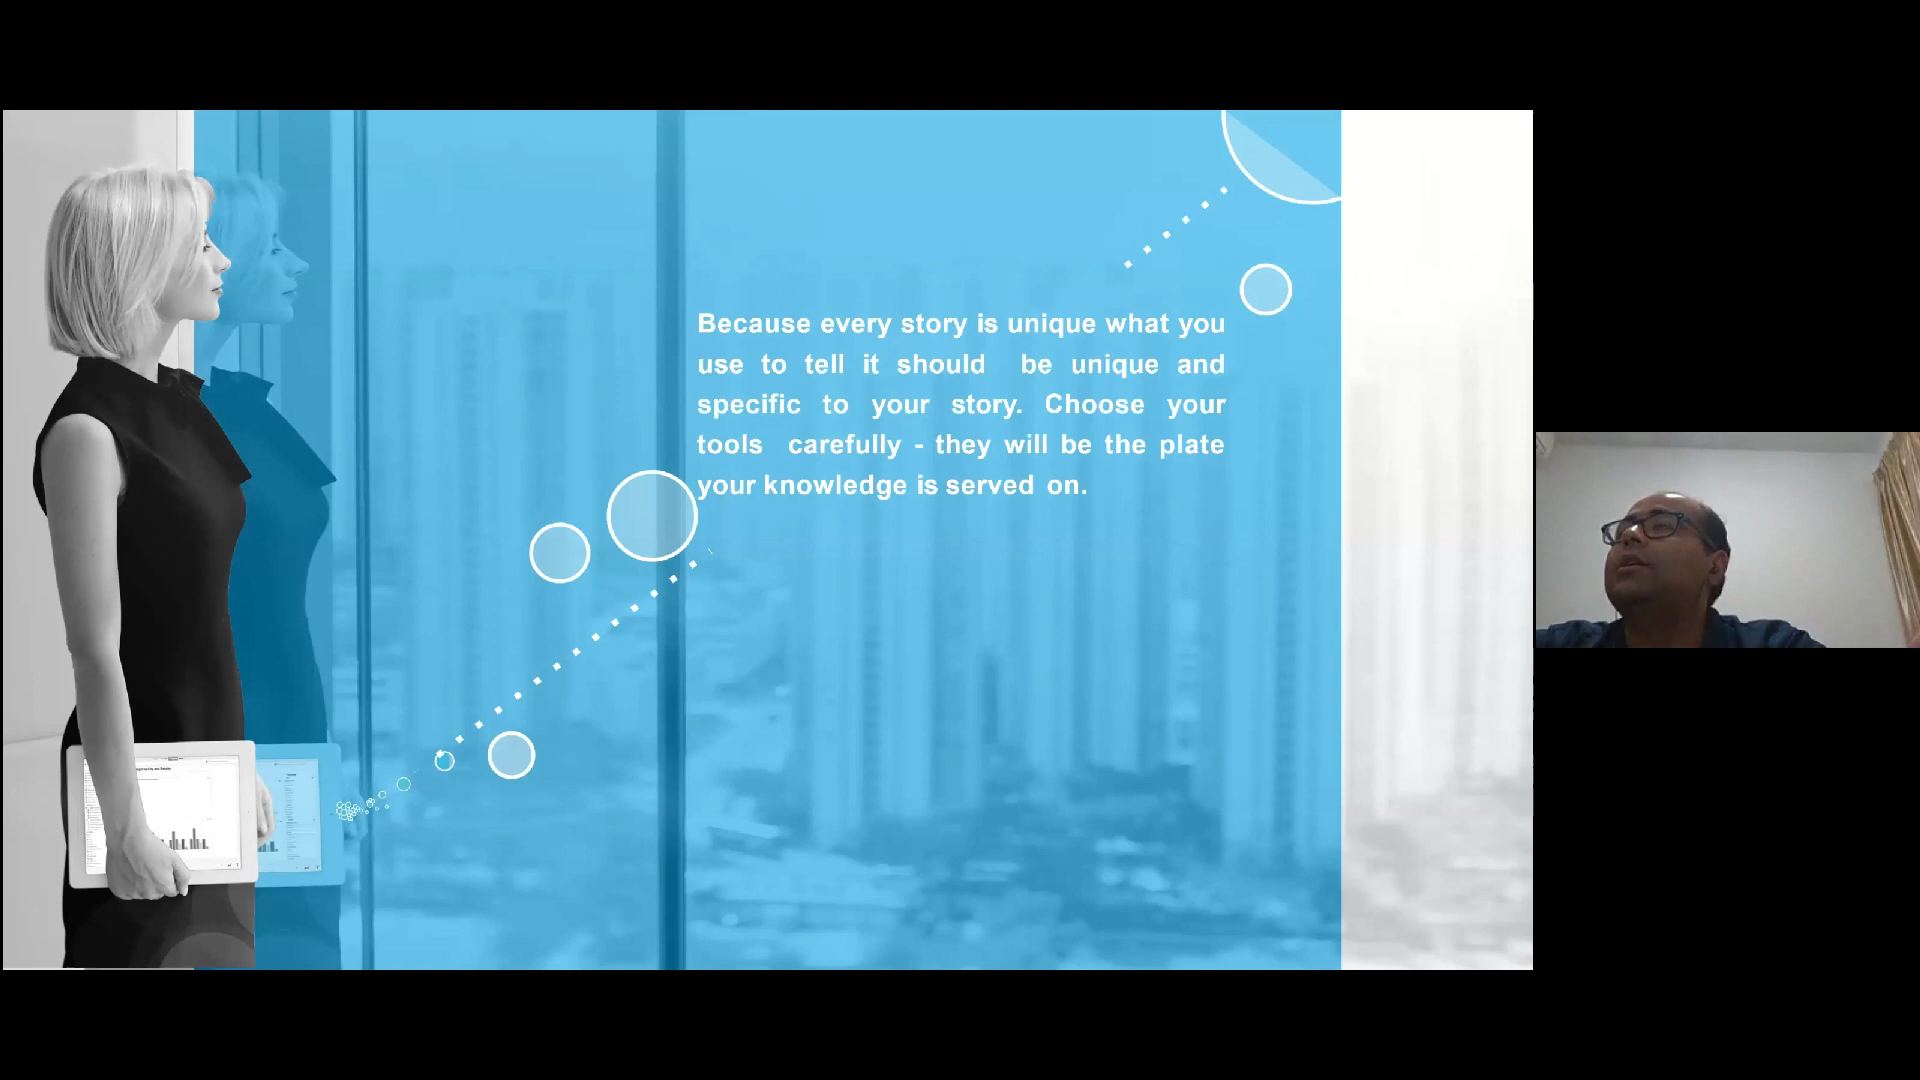 Because every story is unique what you
use to tell it should be unique and
specific to your story. Choose your
tools carefully - they will be the plate
your knowledge is served on.